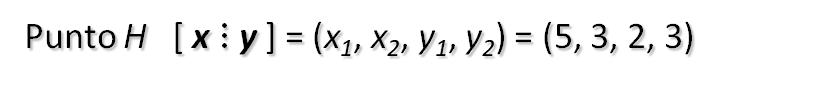 Punto H [ x ⋮ y ] = (x₁, x₂, y₁, y₂) = (5, 3, 2, 3)